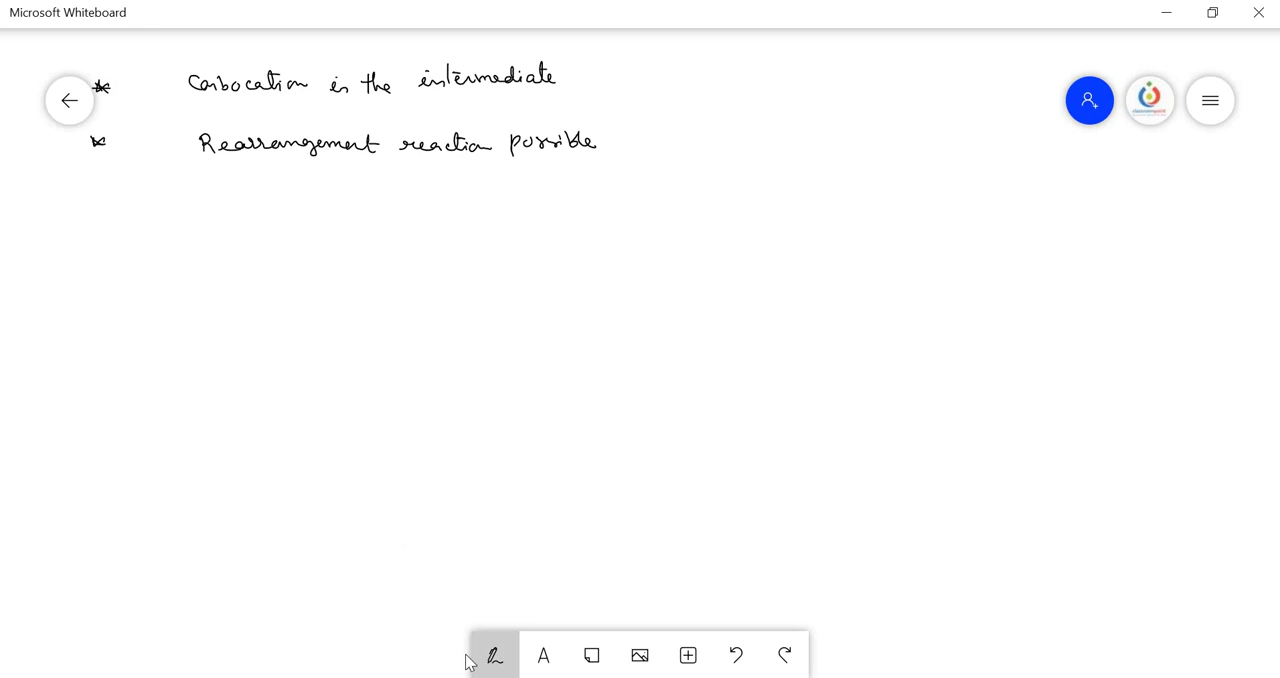 Microsoft Whiteboard
* Carbocation is the intermediate
* Rearrangement reaction possible
A